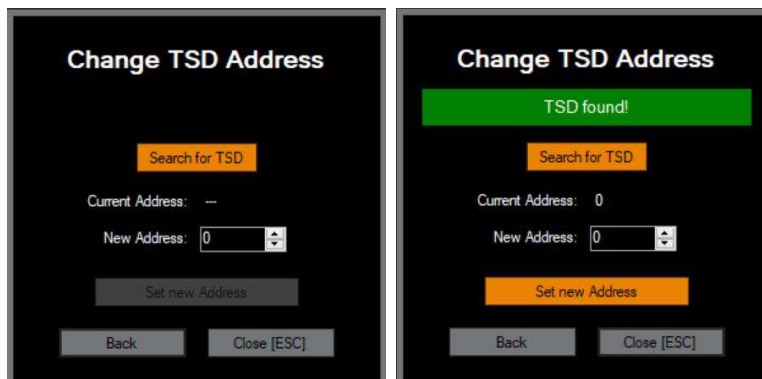 Change TSD Address
Search for TSD
Current Address: ---
New Address: 0
Set new Address
Back Close [ESC]
Change TSD Address
TSD found!
Search for TSD
Current Address: 0
New Address: 0
Set new Address
Back Close [ESC]